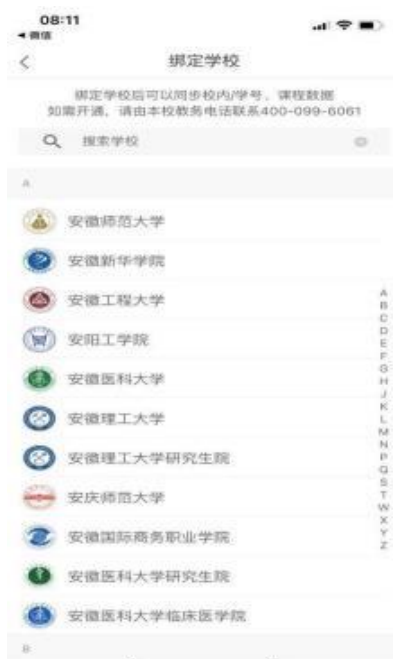 08:11
◀ 微信
绑定学校
绑定学校后可以同步校内/学号、课程数据
如需开通，请由本校教务电话联系400-099-6061
搜索学校
A
安徽师范大学
安徽新华学院
安徽工程大学
安阳工学院
安徽医科大学
安徽理工大学
安徽理工大学研究生院
安庆师范大学
安徽国际商务职业学院
安徽医科大学研究生院
安徽医科大学临床医学院
B
A
B
C
D
E
F
G
H
J
K
L
M
N
P
Q
S
T
W
X
Y
Z